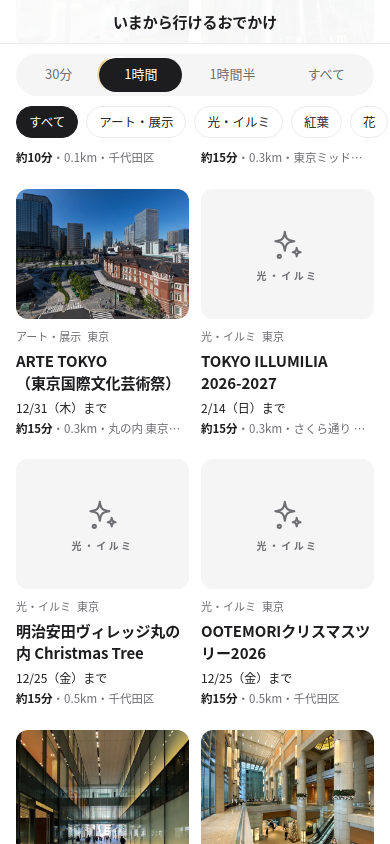 いまから行けるおでかけ
30分 1時間 1時間半 すべて
すべて アート・展示 光・イルミ 紅葉 花
約10分・0.1km・千代田区
約15分・0.3km・東京ミッド…
光・イルミ
アート・展示 東京
ARTE TOKYO
（東京国際文化芸術祭）
12/31（木）まで
約15分・0.3km・丸の内 東京…
光・イルミ 東京
TOKYO ILLUMILIA
2026-2027
2/14（日）まで
約15分・0.3km・さくら通り …
光・イルミ
光・イルミ
光・イルミ 東京
明治安田ヴィレッジ丸の
内 Christmas Tree
12/25（金）まで
約15分・0.5km・千代田区
光・イルミ 東京
OOTEMORIクリスマスツ
リー2026
12/25（金）まで
約15分・0.5km・千代田区